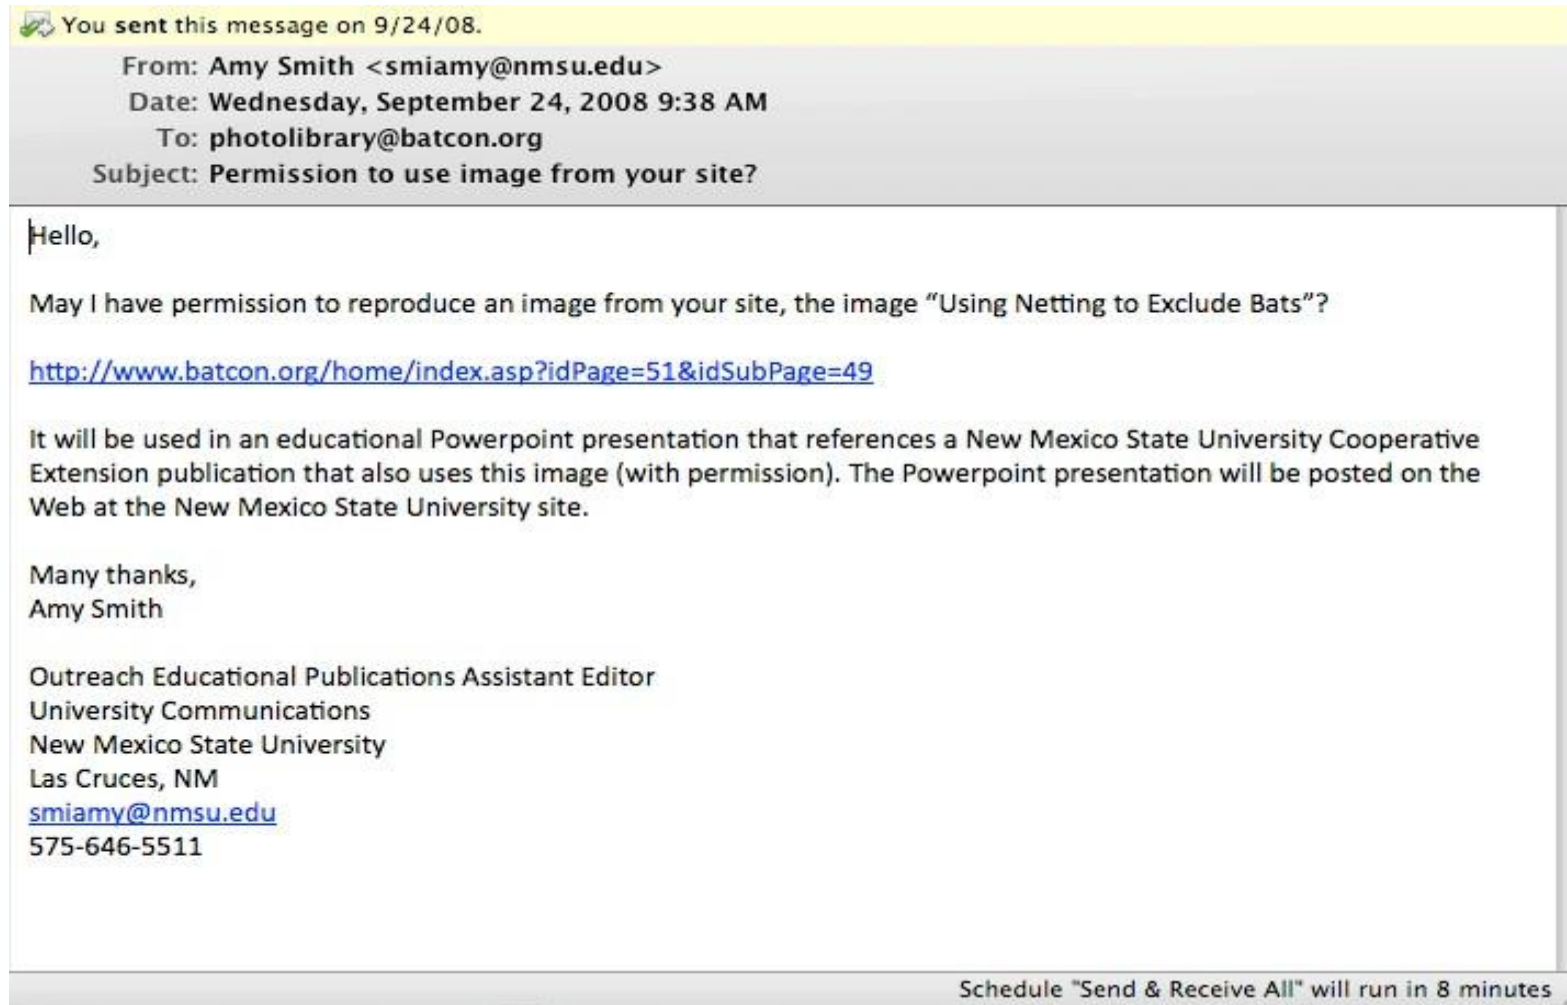 You sent this message on 9/24/08.
From: Amy Smith <smiamy@nmsu.edu>
Date: Wednesday, September 24, 2008 9:38 AM
To: photolibrary@batcon.org
Subject: Permission to use image from your site?
Hello,
May I have permission to reproduce an image from your site, the image “Using Netting to Exclude Bats”?
http://www.batcon.org/home/index.asp?idPage=51&idSubPage=49
It will be used in an educational Powerpoint presentation that references a New Mexico State University Cooperative
Extension publication that also uses this image (with permission). The Powerpoint presentation will be posted on the
Web at the New Mexico State University site.
Many thanks,
Amy Smith
Outreach Educational Publications Assistant Editor
University Communications
New Mexico State University
Las Cruces, NM
smiamy@nmsu.edu
575-646-5511
Schedule "Send & Receive All" will run in 8 minutes